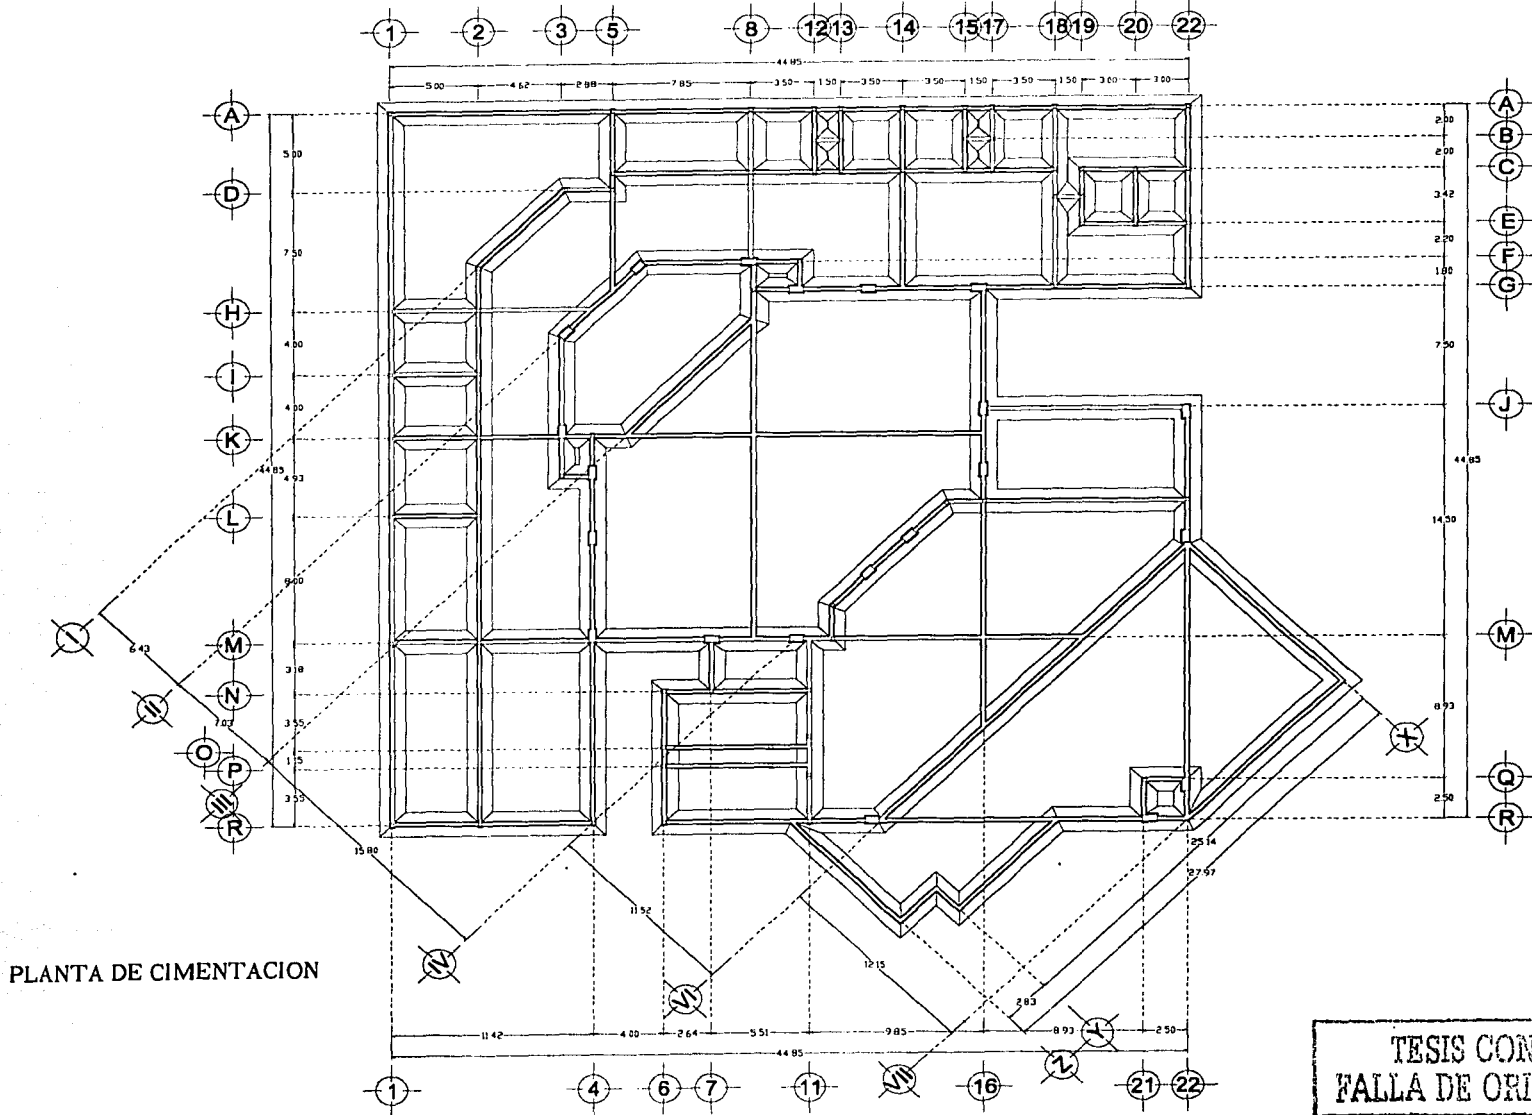 1 2 3 5 8 12 13 14 15 17 18 19 20 22
44.85
5.00 4.62 2.88 7.85 3.50 1.50 3.50 3.50 1.50 3.50 1.50 3.00 3.00
A
D
H
I
K
L
M
N
O
P
R
5.00
7.50
4.00
4.00
44.85
4.93
8.00
3.18
3.55
1.15
3.55
A
B
C
E
F
G
J
M
Q
R
2.00
2.00
3.42
2.20
1.80
7.50
44.85
14.50
8.93
2.50
I
II
III
IV
VI
VII
X
Y
Z
6.43
7.03
15.80
11.52
12.15
2.83
25.14
27.97
PLANTA DE CIMENTACION
11.42 4.00 2.64 5.51 9.85 8.93 2.50
44.85
1 4 6 7 11 16 21 22
TESIS CON
FALLA DE ORI